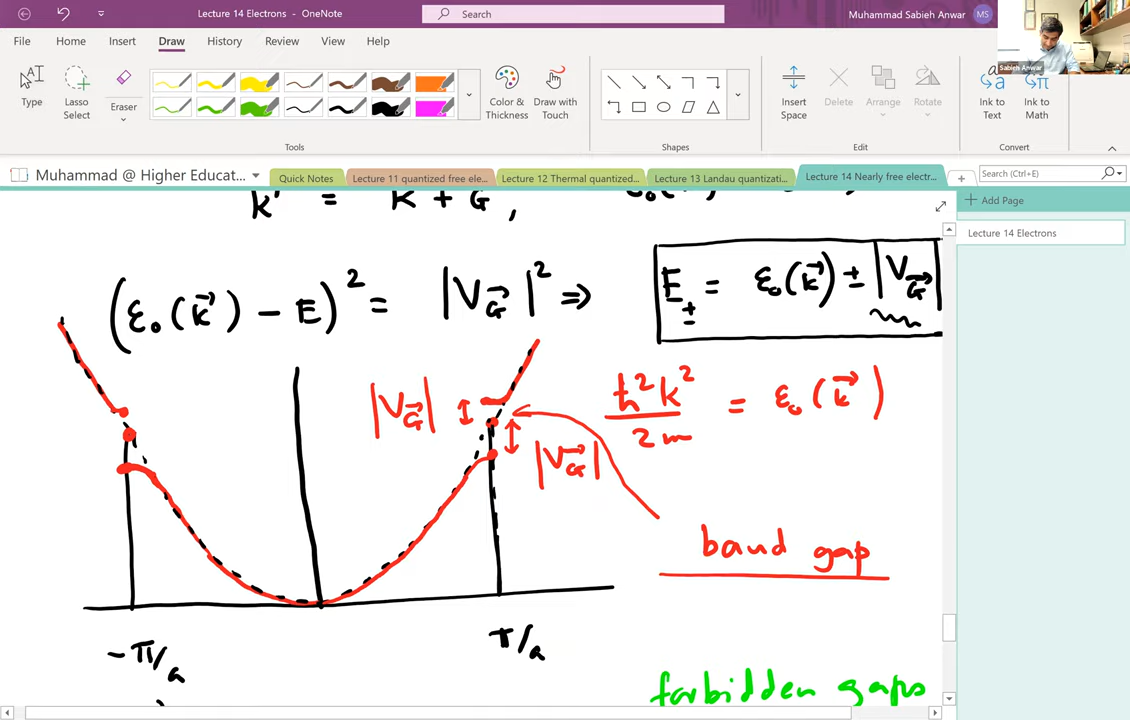 Lecture 14 Electrons - OneNote
Search
Muhammad Sabieh Anwar
MS
File
Home
Insert
Draw
History
Review
View
Help
Sabieh Anwar
Type
Lasso Select
Eraser
Color & Thickness
Draw with Touch
Insert Space
Delete
Arrange
Rotate
Ink to Text
Ink to Math
Tools
Shapes
Edit
Convert
Muhammad @ Higher Educat...
Quick Notes
Lecture 11 quantized free ele...
Lecture 12 Thermal quantized...
Lecture 13 Landau quantizati...
Lecture 14 Nearly free electr...
Search (Ctrl+E)
Add Page
Lecture 14 Electrons
k' = k + G,
(ε₀(k⃗) - E)² = |V_G⃗|² ⇒
E± = ε₀(k⃗) ± |V_G⃗|
|V_G⃗|
ħ²k²/2m = ε₀(k⃗)
|V_G⃗|
band gap
-π/a
π/a
forbidden gaps